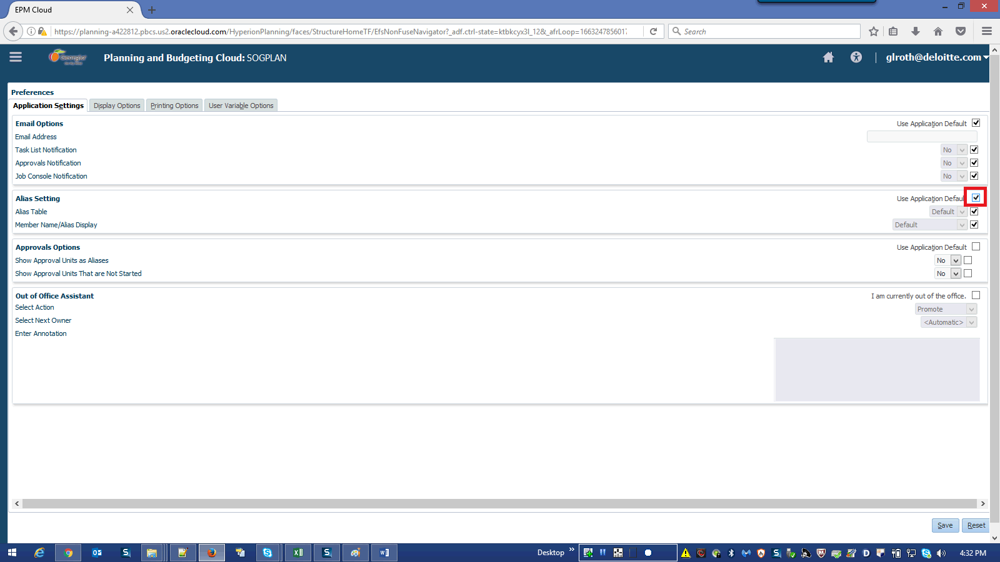 EPM Cloud
https://planning-a422812.pbcs.us2.oraclecloud.com/HyperionPlanning/faces/StructureHomeTF/EfsNonFuseNavigator?_adf.ctrl-state=ktbkcyx3l_12&_afrLoop=1663247856017
Search
Georgia
Planning and Budgeting Cloud: SOGPLAN
glroth@deloitte.com
Preferences
Application Settings Display Options Printing Options User Variable Options
Email Options Use Application Default
Email Address
Task List Notification No
Approvals Notification No
Job Console Notification No
Alias Setting Use Application Defaul
Alias Table Default
Member Name/Alias Display Default
Approvals Options Use Application Default
Show Approval Units as Aliases No
Show Approval Units That are Not Started No
Out of Office Assistant I am currently out of the office.
Select Action Promote
Select Next Owner <Automatic>
Enter Annotation
Save Reset
Desktop 4:32 PM